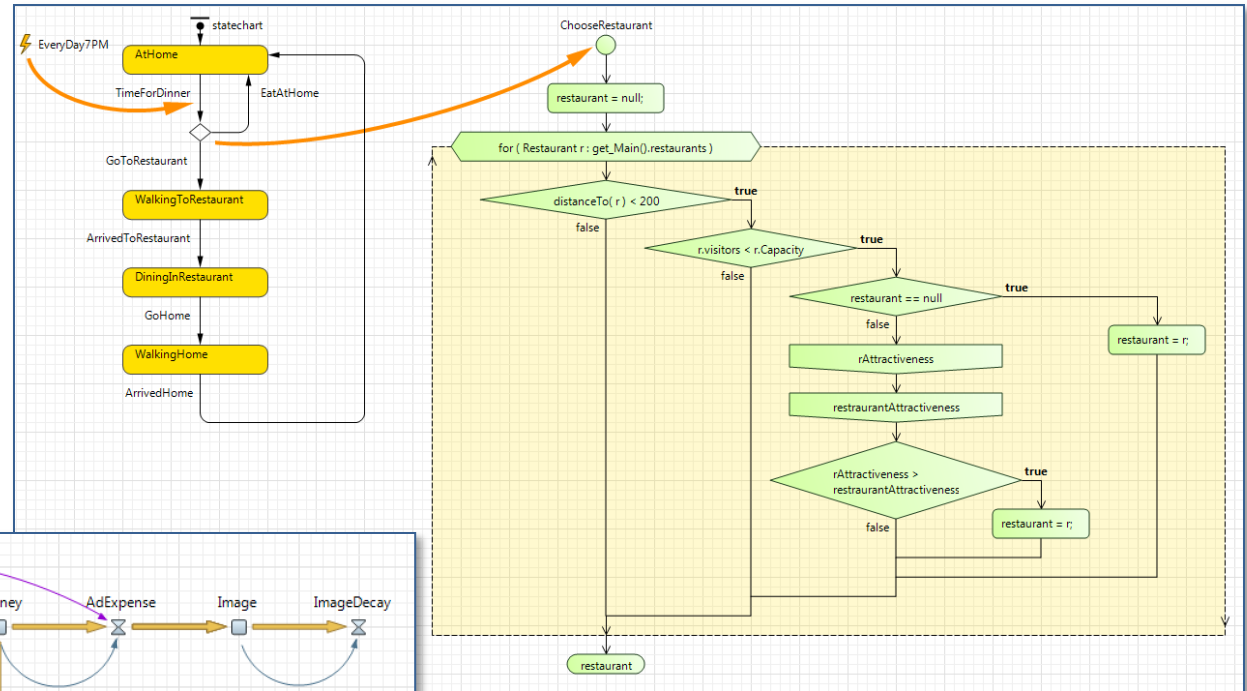 statechart
EveryDay7PM
AtHome
TimeForDinner
EatAtHome
GoToRestaurant
WalkingToRestaurant
ArrivedToRestaurant
DiningInRestaurant
GoHome
WalkingHome
ArrivedHome
ChooseRestaurant
restaurant = null;
for ( Restaurant r : get_Main().restaurants )
distanceTo( r ) < 200
true
false
r.visitors < r.Capacity
true
false
restaurant == null
true
false
restaurant = r;
rAttractiveness
restraurantAttractiveness
rAttractiveness >
restraurantAttractiveness
true
false
restaurant = r;
restaurant
ney
AdExpense
Image
ImageDecay